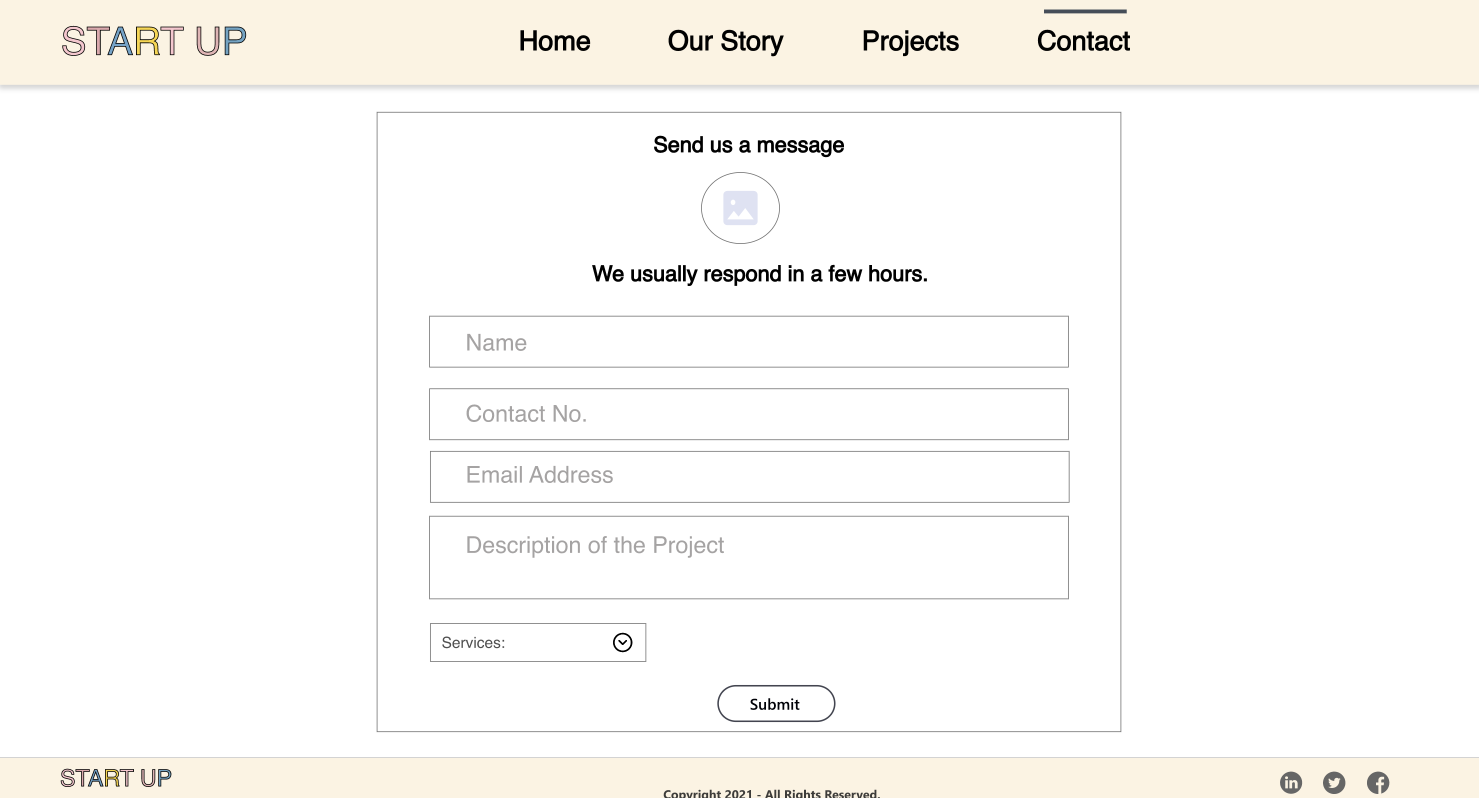 START UP
Home
Our Story
Projects
Contact
Send us a message
We usually respond in a few hours.
Name
Contact No.
Email Address
Description of the Project
Services:
Submit
START UP
Copyright 2021 - All Rights Reserved.